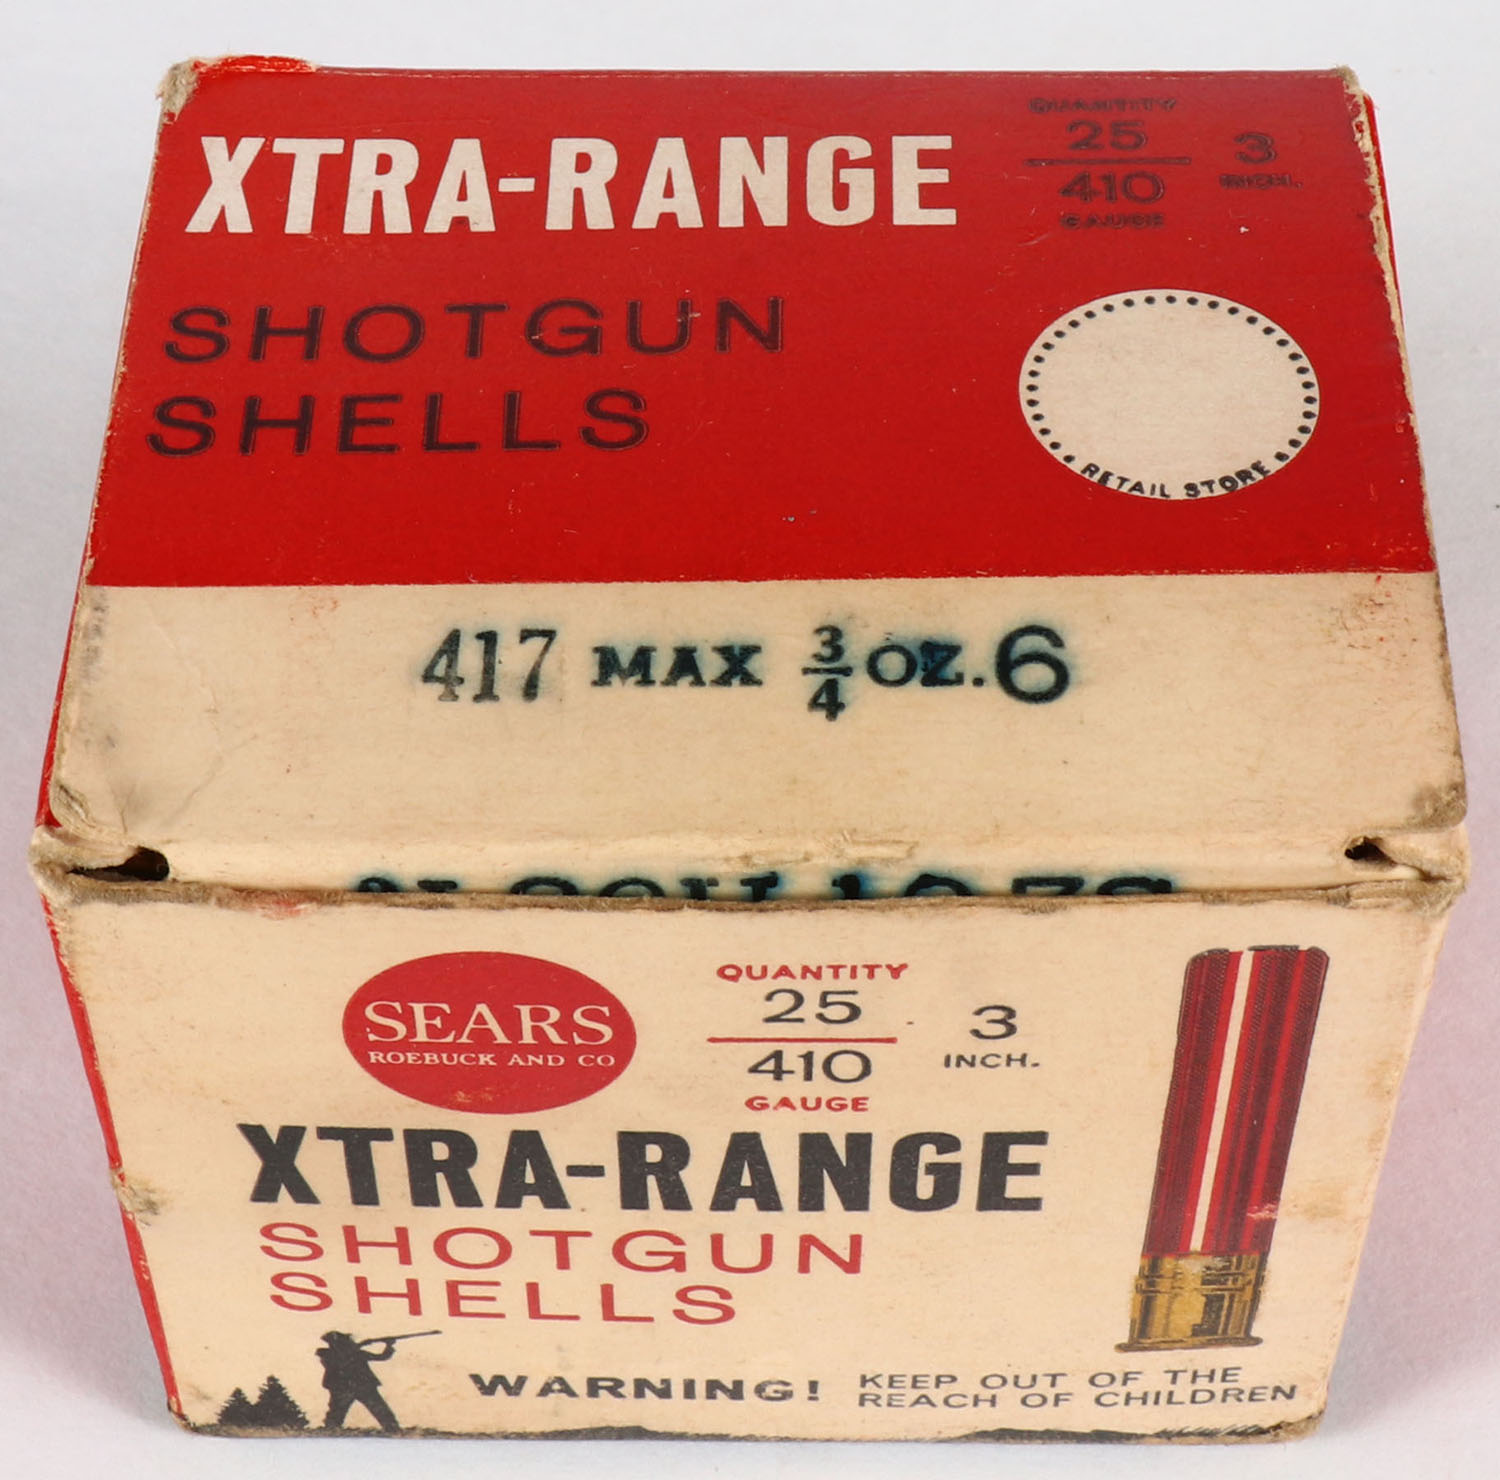 XTRA-RANGE
SHOTGUN
SHELLS
QUANTITY
25
410
GAUGE
3
INCH.
RETAIL STORE
417 MAX 3/4 OZ. 6
SEARS
ROEBUCK AND CO
QUANTITY
25
410
GAUGE
3
INCH.
XTRA-RANGE
SHOTGUN
SHELLS
WARNING! KEEP OUT OF THE
REACH OF CHILDREN